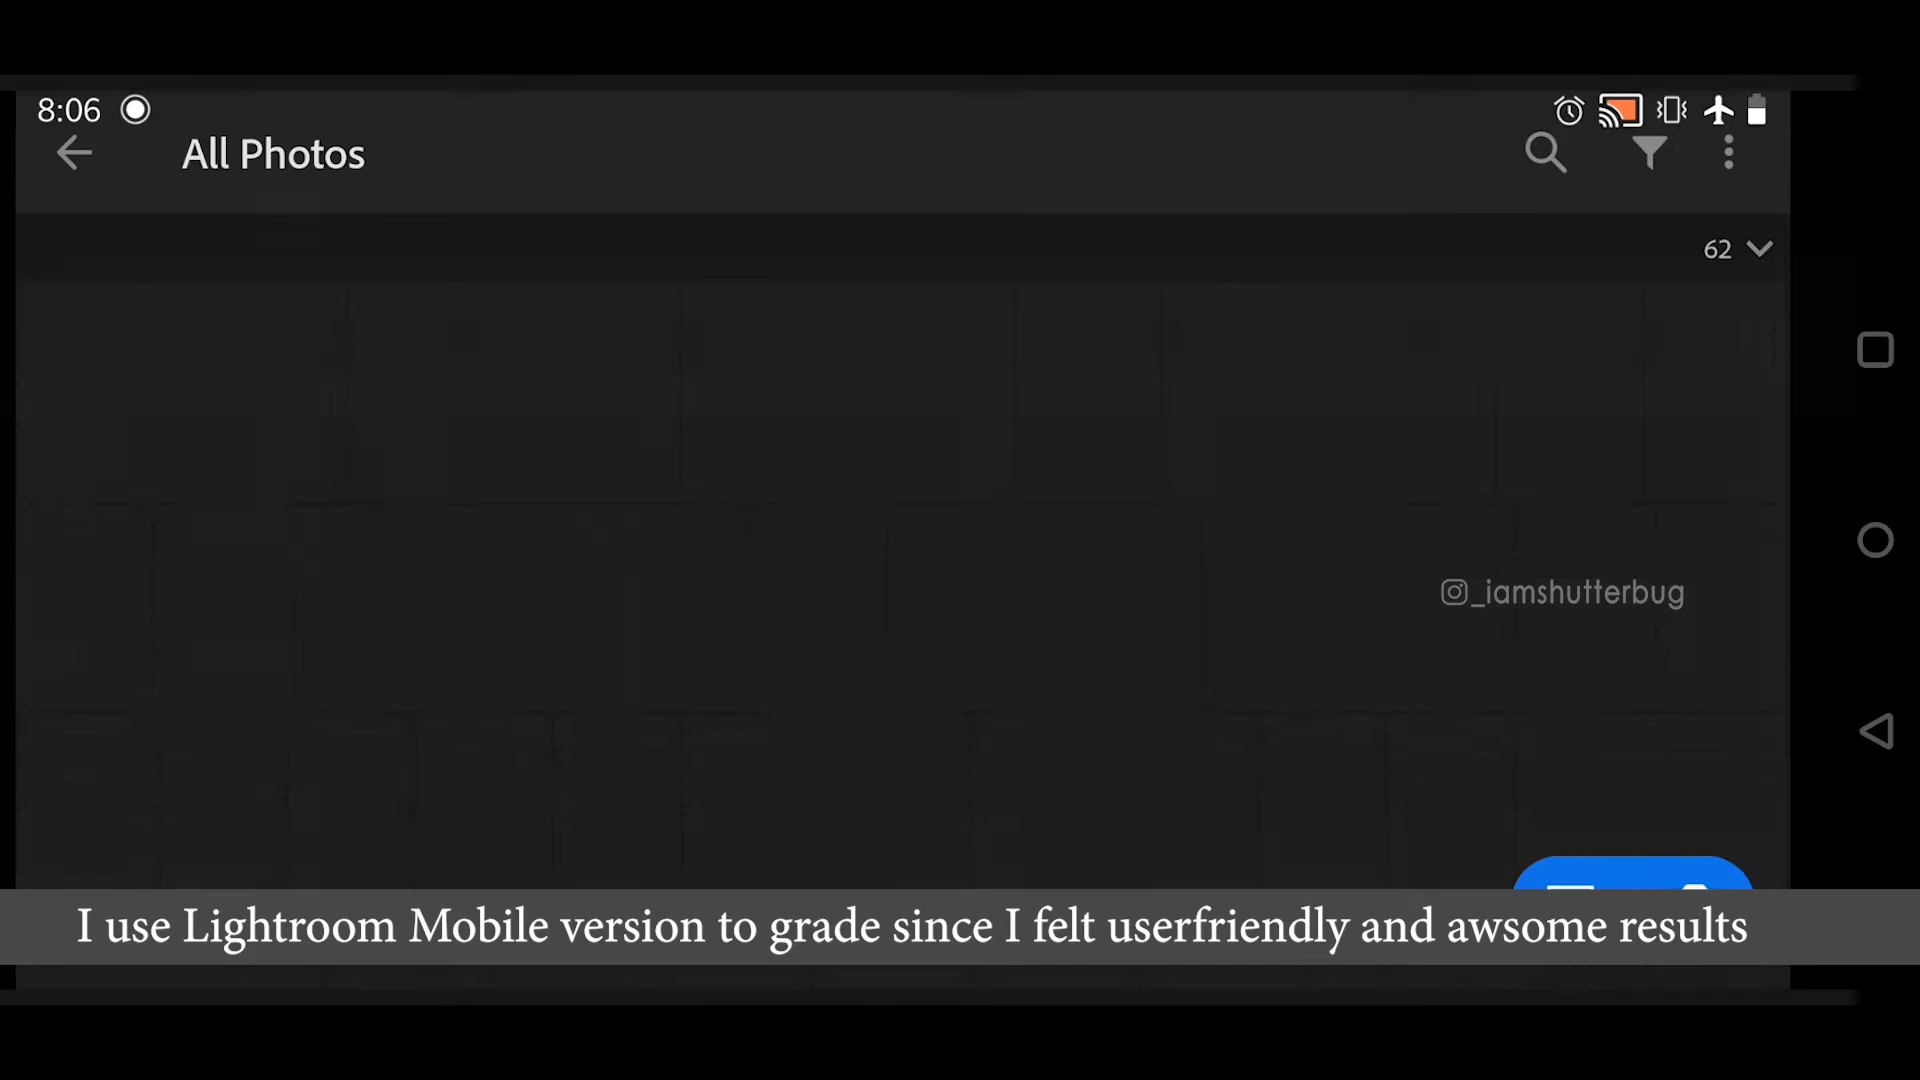 8:06
All Photos
62
_iamshutterbug
I use Lightroom Mobile version to grade since I felt userfriendly and awsome results